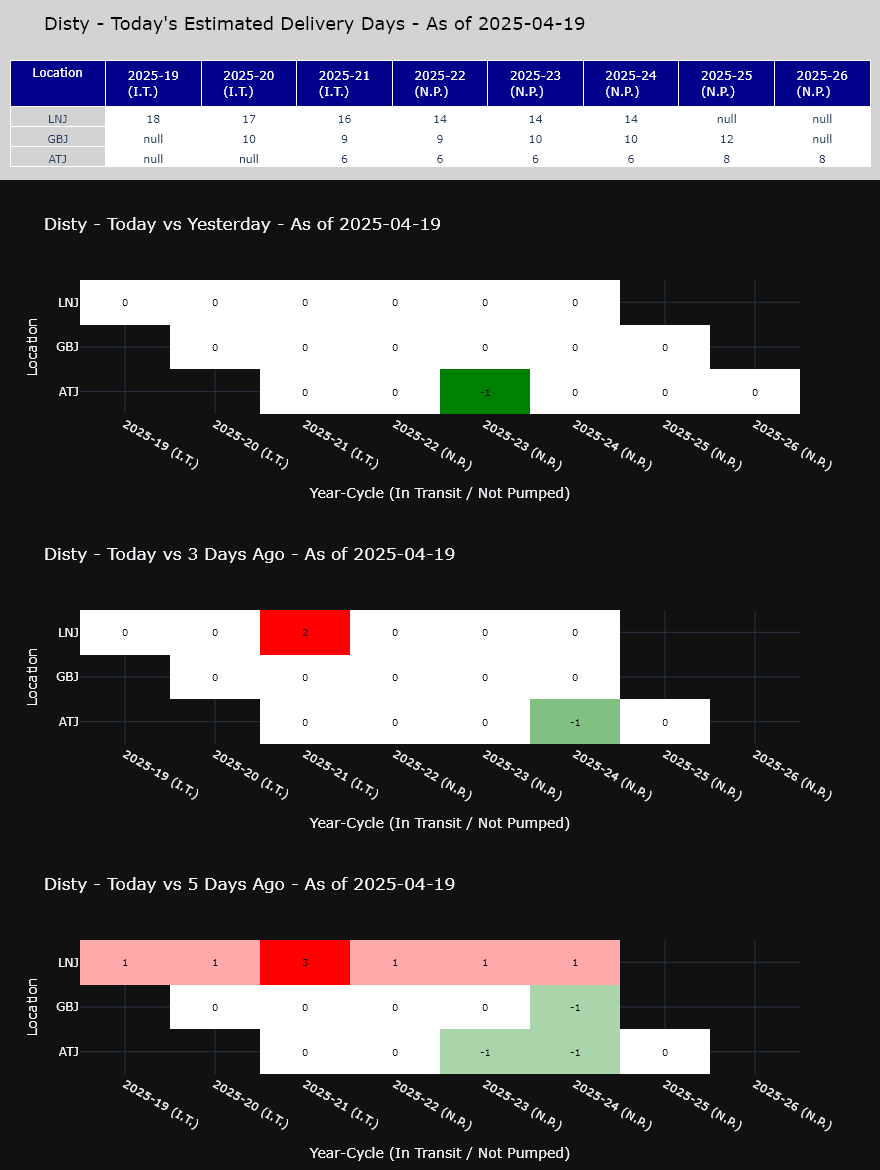 Disty - Today's Estimated Delivery Days - As of 2025-04-19
Location 2025-19 (I.T.) 2025-20 (I.T.) 2025-21 (I.T.) 2025-22 (N.P.) 2025-23 (N.P.) 2025-24 (N.P.) 2025-25 (N.P.) 2025-26 (N.P.)
LNJ 18 17 16 14 14 14 null null
GBJ null 10 9 9 10 10 12 null
ATJ null null 6 6 6 6 8 8
Disty - Today vs Yesterday - As of 2025-04-19
Location
LNJ 0 0 0 0 0 0
GBJ 0 0 0 0 0 0
ATJ 0 0 -1 0 0 0
2025-19 (I.T.) 2025-20 (I.T.) 2025-21 (I.T.) 2025-22 (N.P.) 2025-23 (N.P.) 2025-24 (N.P.) 2025-25 (N.P.) 2025-26 (N.P.)
Year-Cycle (In Transit / Not Pumped)
Disty - Today vs 3 Days Ago - As of 2025-04-19
Location
LNJ 0 0 2 0 0 0
GBJ 0 0 0 0 0
ATJ 0 0 0 -1 0
2025-19 (I.T.) 2025-20 (I.T.) 2025-21 (I.T.) 2025-22 (N.P.) 2025-23 (N.P.) 2025-24 (N.P.) 2025-25 (N.P.) 2025-26 (N.P.)
Year-Cycle (In Transit / Not Pumped)
Disty - Today vs 5 Days Ago - As of 2025-04-19
Location
LNJ 1 1 3 1 1 1
GBJ 0 0 0 0 -1
ATJ 0 0 -1 -1 0
2025-19 (I.T.) 2025-20 (I.T.) 2025-21 (I.T.) 2025-22 (N.P.) 2025-23 (N.P.) 2025-24 (N.P.) 2025-25 (N.P.) 2025-26 (N.P.)
Year-Cycle (In Transit / Not Pumped)